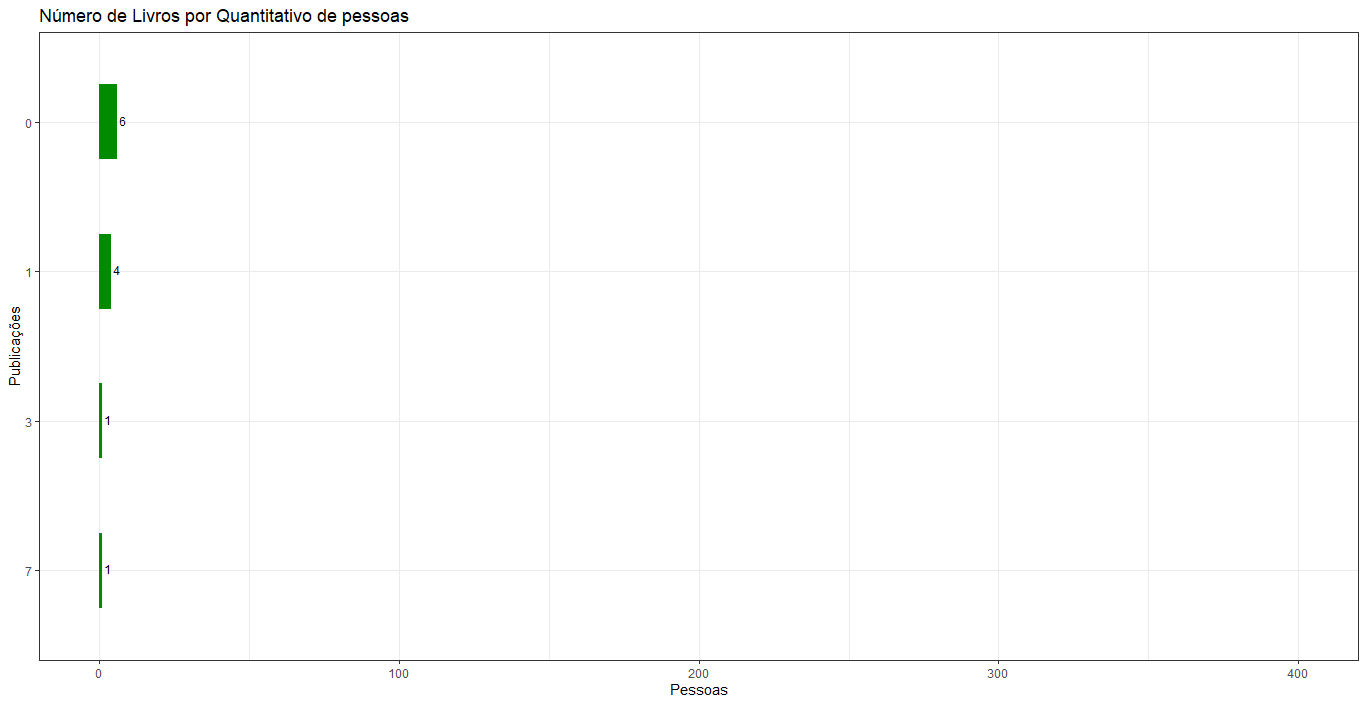 Número de Livros por Quantitativo de pessoas
0
6
1
4
3
1
7
1
Publicações
0 100 200 300 400
Pessoas